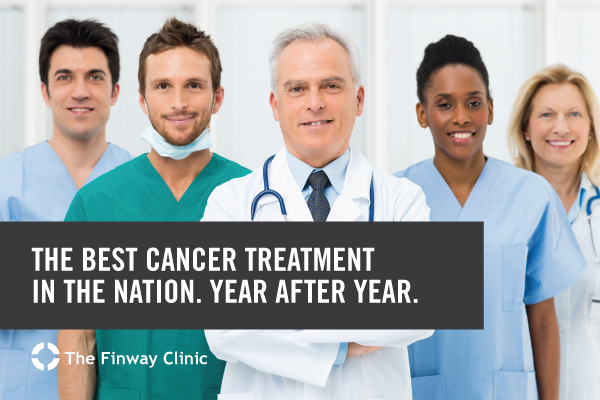 THE BEST CANCER TREATMENT
IN THE NATION. YEAR AFTER YEAR.
The Finway Clinic